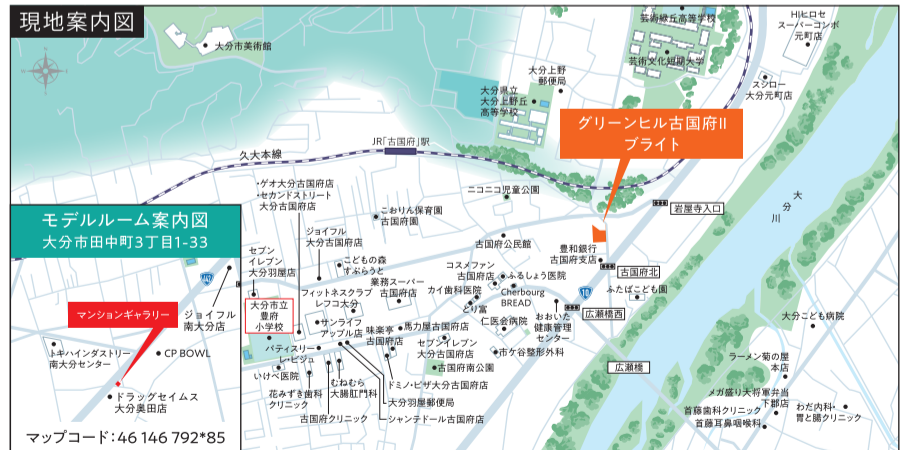 現地案内図
大分市美術館
芸術緑丘高等学校
芸術文化短期大学
HIヒロセ
スーパーコンボ
元町店
スシロー
大分元町店
大分上野
郵便局
大分県立
大分上野丘
高等学校
グリーンヒル古国府II
ブライト
JR「古国府」駅
久大本線
大分川
岩屋寺入口
ニコニコ児童公園
・ゲオ大分古国府店
・セカンドストリート
大分古国府店
こおりん保育園
古国府園
モデルルーム案内図
大分市田中町3丁目1-33
セブン
イレブン
大分羽屋店
ジョイフル
大分古国府店
こどもの森
すぷらうと
古国府公民館
豊和銀行
古国府支店
古国府北
コスメファン
古国府店
ふるしょう医院
Cherbourg
BREAD
カイ歯科医院
とり富
業務スーパー
古国府店
フィットネスクラブ
レフコ大分
ふたばこども園
10
広瀬橋西
おおいた
健康管理
センター
仁医会病院
市ケ谷整形外科
広瀬橋
大分こども病院
ラーメン菊の屋
本店
メガ盛り大将軍弁当
下郡店
首藤歯科クリニック
首藤耳鼻咽喉科
わだ内科・
胃と腸クリニック
大分市立
豊府
小学校
サンライフ
アップル店
味楽亭
古国府店
馬力屋古国府店
セブンイレブン
大分古国府店
古国府南公園
パティスリー
レ・ビジュ
いけべ医院
花みずき歯科
クリニック
むねむら
大腸肛門科
古国府クリニック
ドミノ・ピザ大分古国府店
大分羽屋郵便局
シャンテドール古国府店
ジョイフル
南大分店
マンションギャラリー
トキハインダストリー
南大分センター
CP BOWL
ドラッグセイムス
大分奥田店
マップコード：46 146 792*85